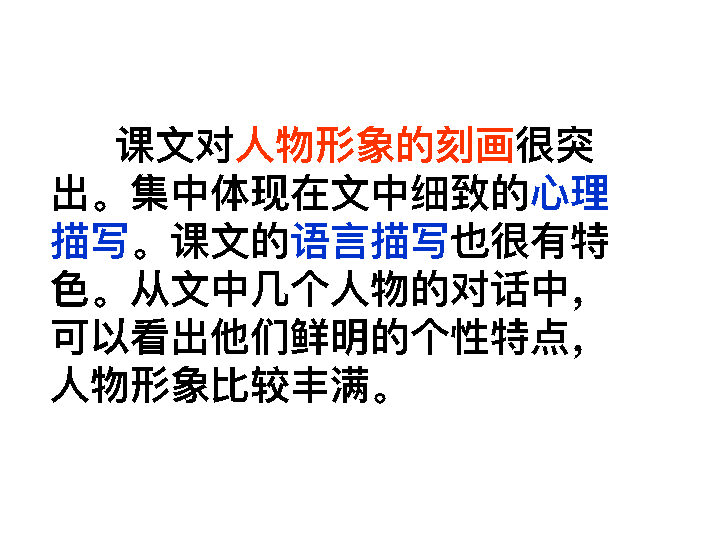 课文对人物形象的刻画很突
出。集中体现在文中细致的心理
描写。课文的语言描写也很有特
色。从文中几个人物的对话中，
可以看出他们鲜明的个性特点，
人物形象比较丰满。